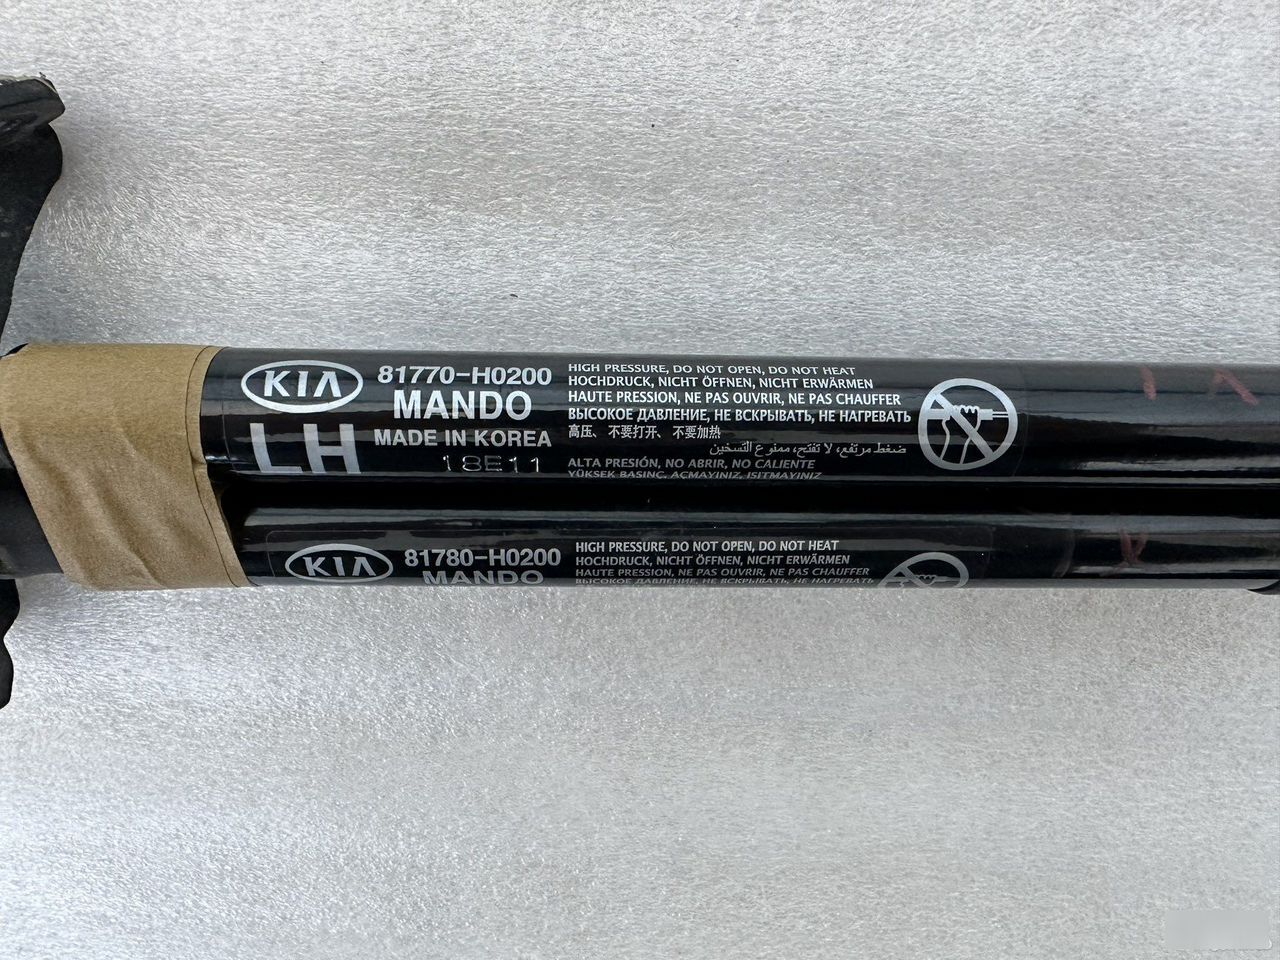 KIA
81770-H0200
MANDO
LH
MADE IN KOREA
18E11
HIGH PRESSURE, DO NOT OPEN, DO NOT HEAT
HOCHDRUCK, NICHT ÖFFNEN, NICHT ERWÄRMEN
HAUTE PRESSION, NE PAS OUVRIR, NE PAS CHAUFFER
ВЫСОКОЕ ДАВЛЕНИЕ, НЕ ВСКРЫВАТЬ, НЕ НАГРЕВАТЬ
高压、不要打开、不要加热
ضغط مرتفع، لا تفتح، ممنوع التسخين
ALTA PRESIÓN, NO ABRIR, NO CALIENTE
YÜKSEK BASINÇ, AÇMAYINIZ, ISITMAYINIZ
KIA
81780-H0200
MANDO
HIGH PRESSURE, DO NOT OPEN, DO NOT HEAT
HOCHDRUCK, NICHT ÖFFNEN, NICHT ERWÄRMEN
HAUTE PRESSION, NE PAS OUVRIR, NE PAS CHAUFFER
ВЫСОКОЕ ДАВЛЕНИЕ, НЕ ВСКРЫВАТЬ, НЕ НАГРЕВАТЬ